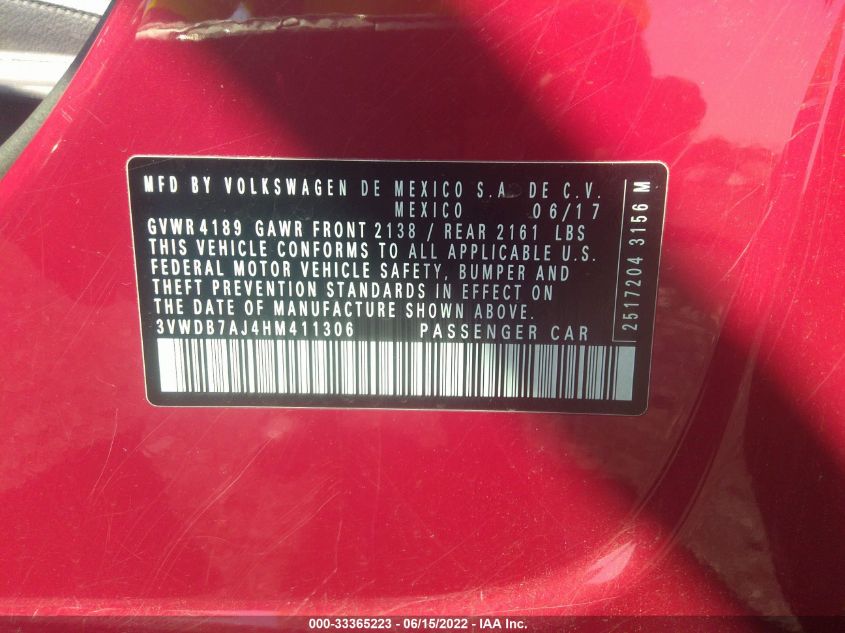 MFD BY VOLKSWAGEN DE MEXICO S.A. DE C.V.
MEXICO 06/17
GVWR 4189 GAWR FRONT 2138 / REAR 2161 LBS
THIS VEHICLE CONFORMS TO ALL APPLICABLE U.S.
FEDERAL MOTOR VEHICLE SAFETY, BUMPER AND
THEFT PREVENTION STANDARDS IN EFFECT ON
THE DATE OF MANUFACTURE SHOWN ABOVE.
3VWDB7AJ4HM411306 PASSENGER CAR
2517204 3156 M
000-33365223 - 06/15/2022 - IAA Inc.